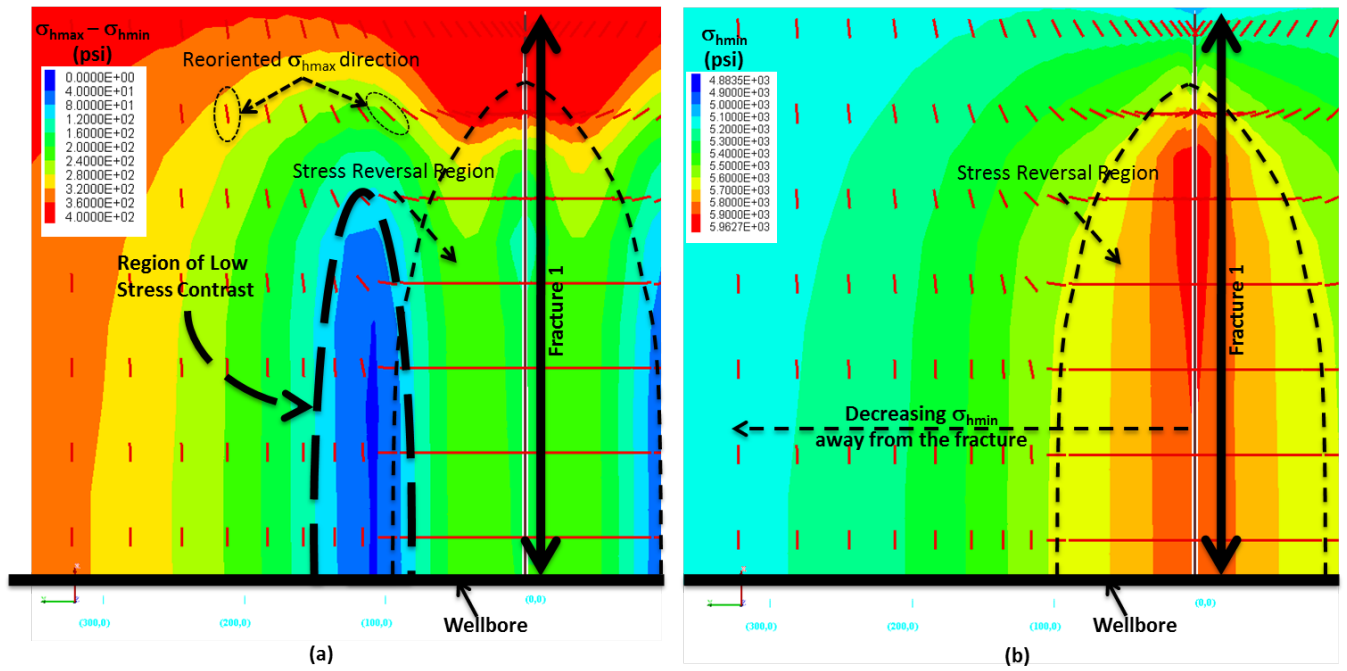 σhmax – σhmin
(psi)
0.0000E+00
4.0000E+01
8.0000E+01
1.2000E+02
1.6000E+02
2.0000E+02
2.4000E+02
2.8000E+02
3.2000E+02
3.6000E+02
4.0000E+02
Reoriented σhmax direction
Stress Reversal Region
Region of Low
Stress Contrast
Fracture 1
(300,0)
(200,0)
(100,0)
(0,0)
Wellbore
(a)
σhmin
(psi)
4.8835E+03
4.9000E+03
5.0000E+03
5.1000E+03
5.2000E+03
5.3000E+03
5.4000E+03
5.5000E+03
5.6000E+03
5.7000E+03
5.8000E+03
5.9000E+03
5.9627E+03
Stress Reversal Region
Fracture 1
Decreasing σhmin
away from the fracture
(300,0)
(200,0)
(100,0)
(0,0)
Wellbore
(b)